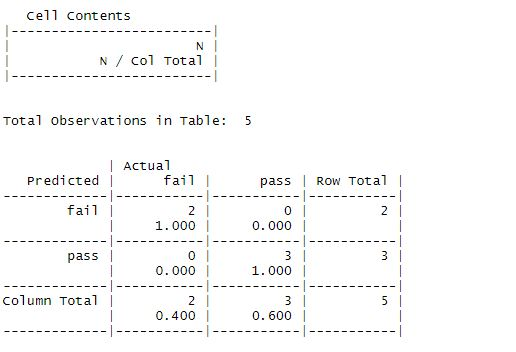 Cell Contents
|-------------------------|
|                       N |
|           N / Col Total |
|-------------------------|
Total Observations in Table:  5
             | Actual
   Predicted |      fail |      pass | Row Total |
-------------|-----------|-----------|-----------|
        fail |         2 |         0 |         2 |
             |     1.000 |     0.000 |           |
-------------|-----------|-----------|-----------|
        pass |         0 |         3 |         3 |
             |     0.000 |     1.000 |           |
-------------|-----------|-----------|-----------|
Column Total |         2 |         3 |         5 |
             |     0.400 |     0.600 |           |
-------------|-----------|-----------|-----------|